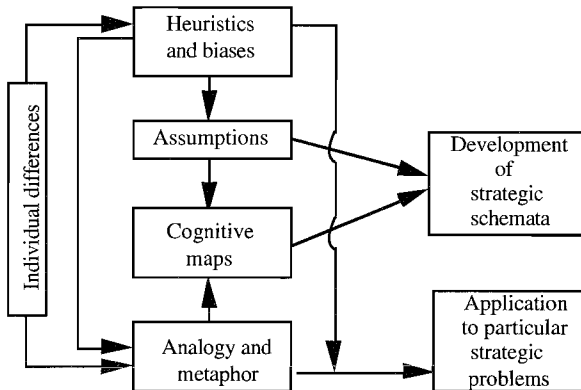 Heuristics
and biases
Individual differences
Assumptions
Cognitive
maps
Analogy and
metaphor
Development
of
strategic
schemata
Application
to particular
strategic
problems